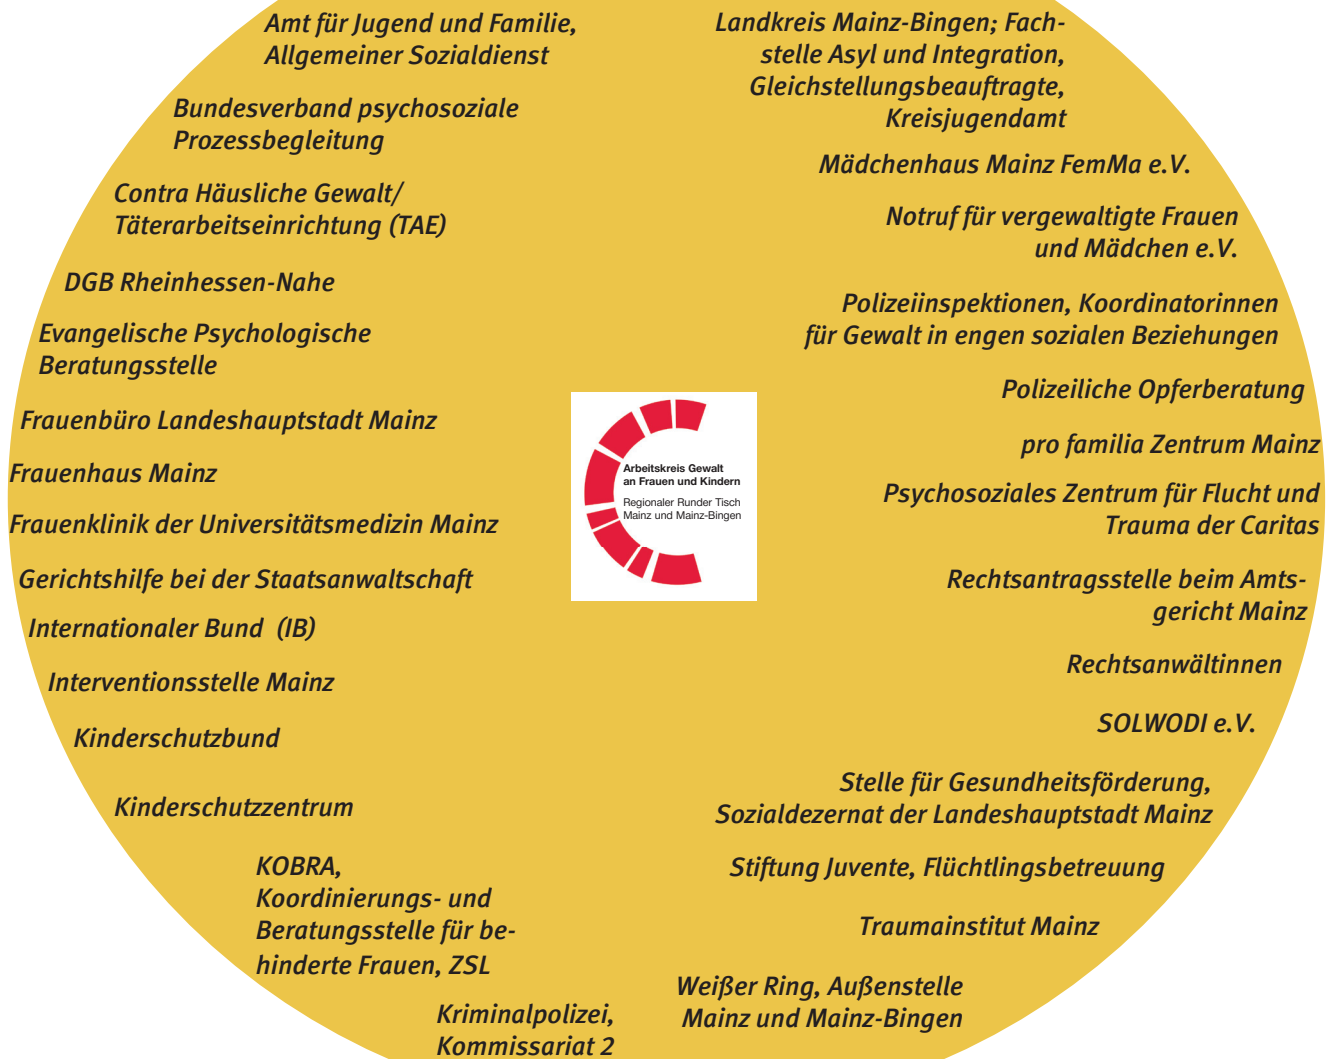 Amt für Jugend und Familie,
Allgemeiner Sozialdienst
Bundesverband psychosoziale
Prozessbegleitung
Contra Häusliche Gewalt/
Täterarbeitseinrichtung (TAE)
DGB Rheinhessen-Nahe
Evangelische Psychologische
Beratungsstelle
Frauenbüro Landeshauptstadt Mainz
Frauenhaus Mainz
Frauenklinik der Universitätsmedizin Mainz
Gerichtshilfe bei der Staatsanwaltschaft
Internationaler Bund (IB)
Interventionsstelle Mainz
Kinderschutzbund
Kinderschutzzentrum
KOBRA,
Koordinierungs- und
Beratungsstelle für be-
hinderte Frauen, ZSL
Kriminalpolizei,
Kommissariat 2
Arbeitskreis Gewalt
an Frauen und Kindern
Regionaler Runder Tisch
Mainz und Mainz-Bingen
Landkreis Mainz-Bingen; Fach-
stelle Asyl und Integration,
Gleichstellungsbeauftragte,
Kreisjugendamt
Mädchenhaus Mainz FemMa e.V.
Notruf für vergewaltigte Frauen
und Mädchen e.V.
Polizeiinspektionen, Koordinatorinnen
für Gewalt in engen sozialen Beziehungen
Polizeiliche Opferberatung
pro familia Zentrum Mainz
Psychosoziales Zentrum für Flucht und
Trauma der Caritas
Rechtsantragsstelle beim Amts-
gericht Mainz
Rechtsanwältinnen
SOLWODI e.V.
Stelle für Gesundheitsförderung,
Sozialdezernat der Landeshauptstadt Mainz
Stiftung Juvente, Flüchtlingsbetreuung
Traumainstitut Mainz
Weißer Ring, Außenstelle
Mainz und Mainz-Bingen